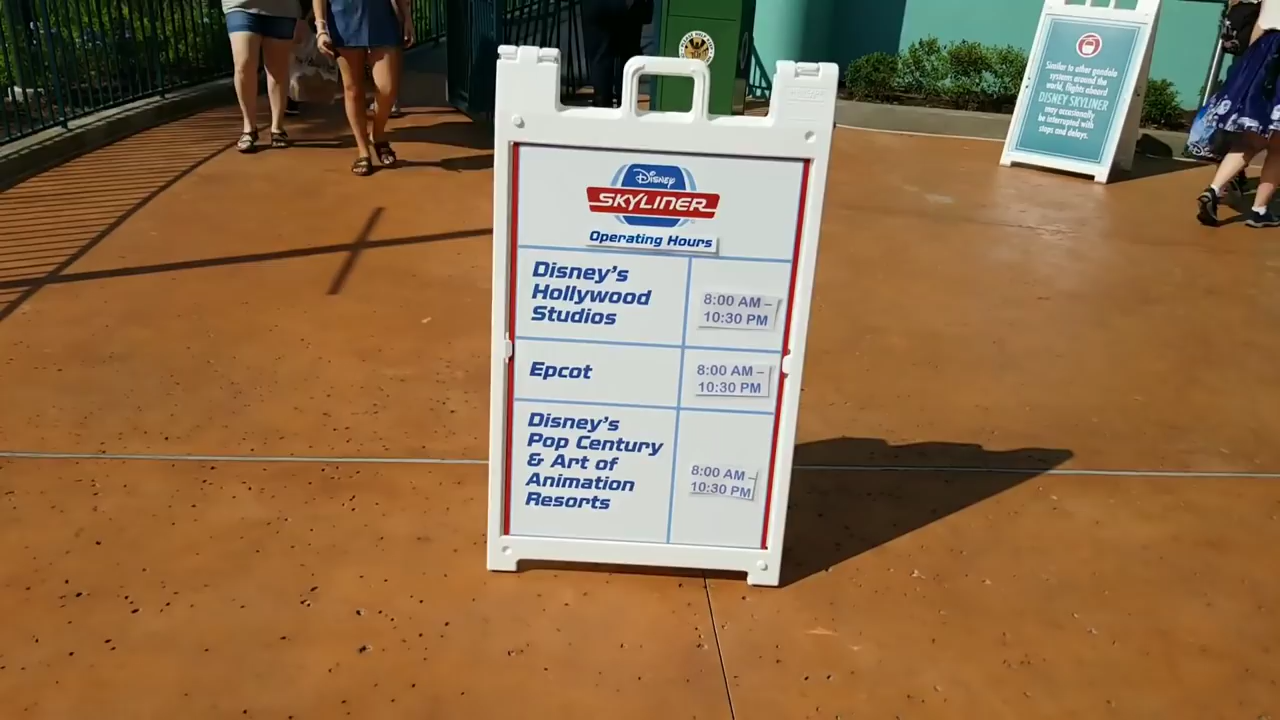 Disney
SKYLINER
Operating Hours
Disney's
Hollywood
Studios
8:00 AM –
10:30 PM
Epcot
8:00 AM –
10:30 PM
Disney's
Pop Century
& Art of
Animation
Resorts
8:00 AM –
10:30 PM
Similar to other gondola
systems around the
world, flights aboard
DISNEY SKYLINER
may occasionally
be interrupted with
stops and delays.